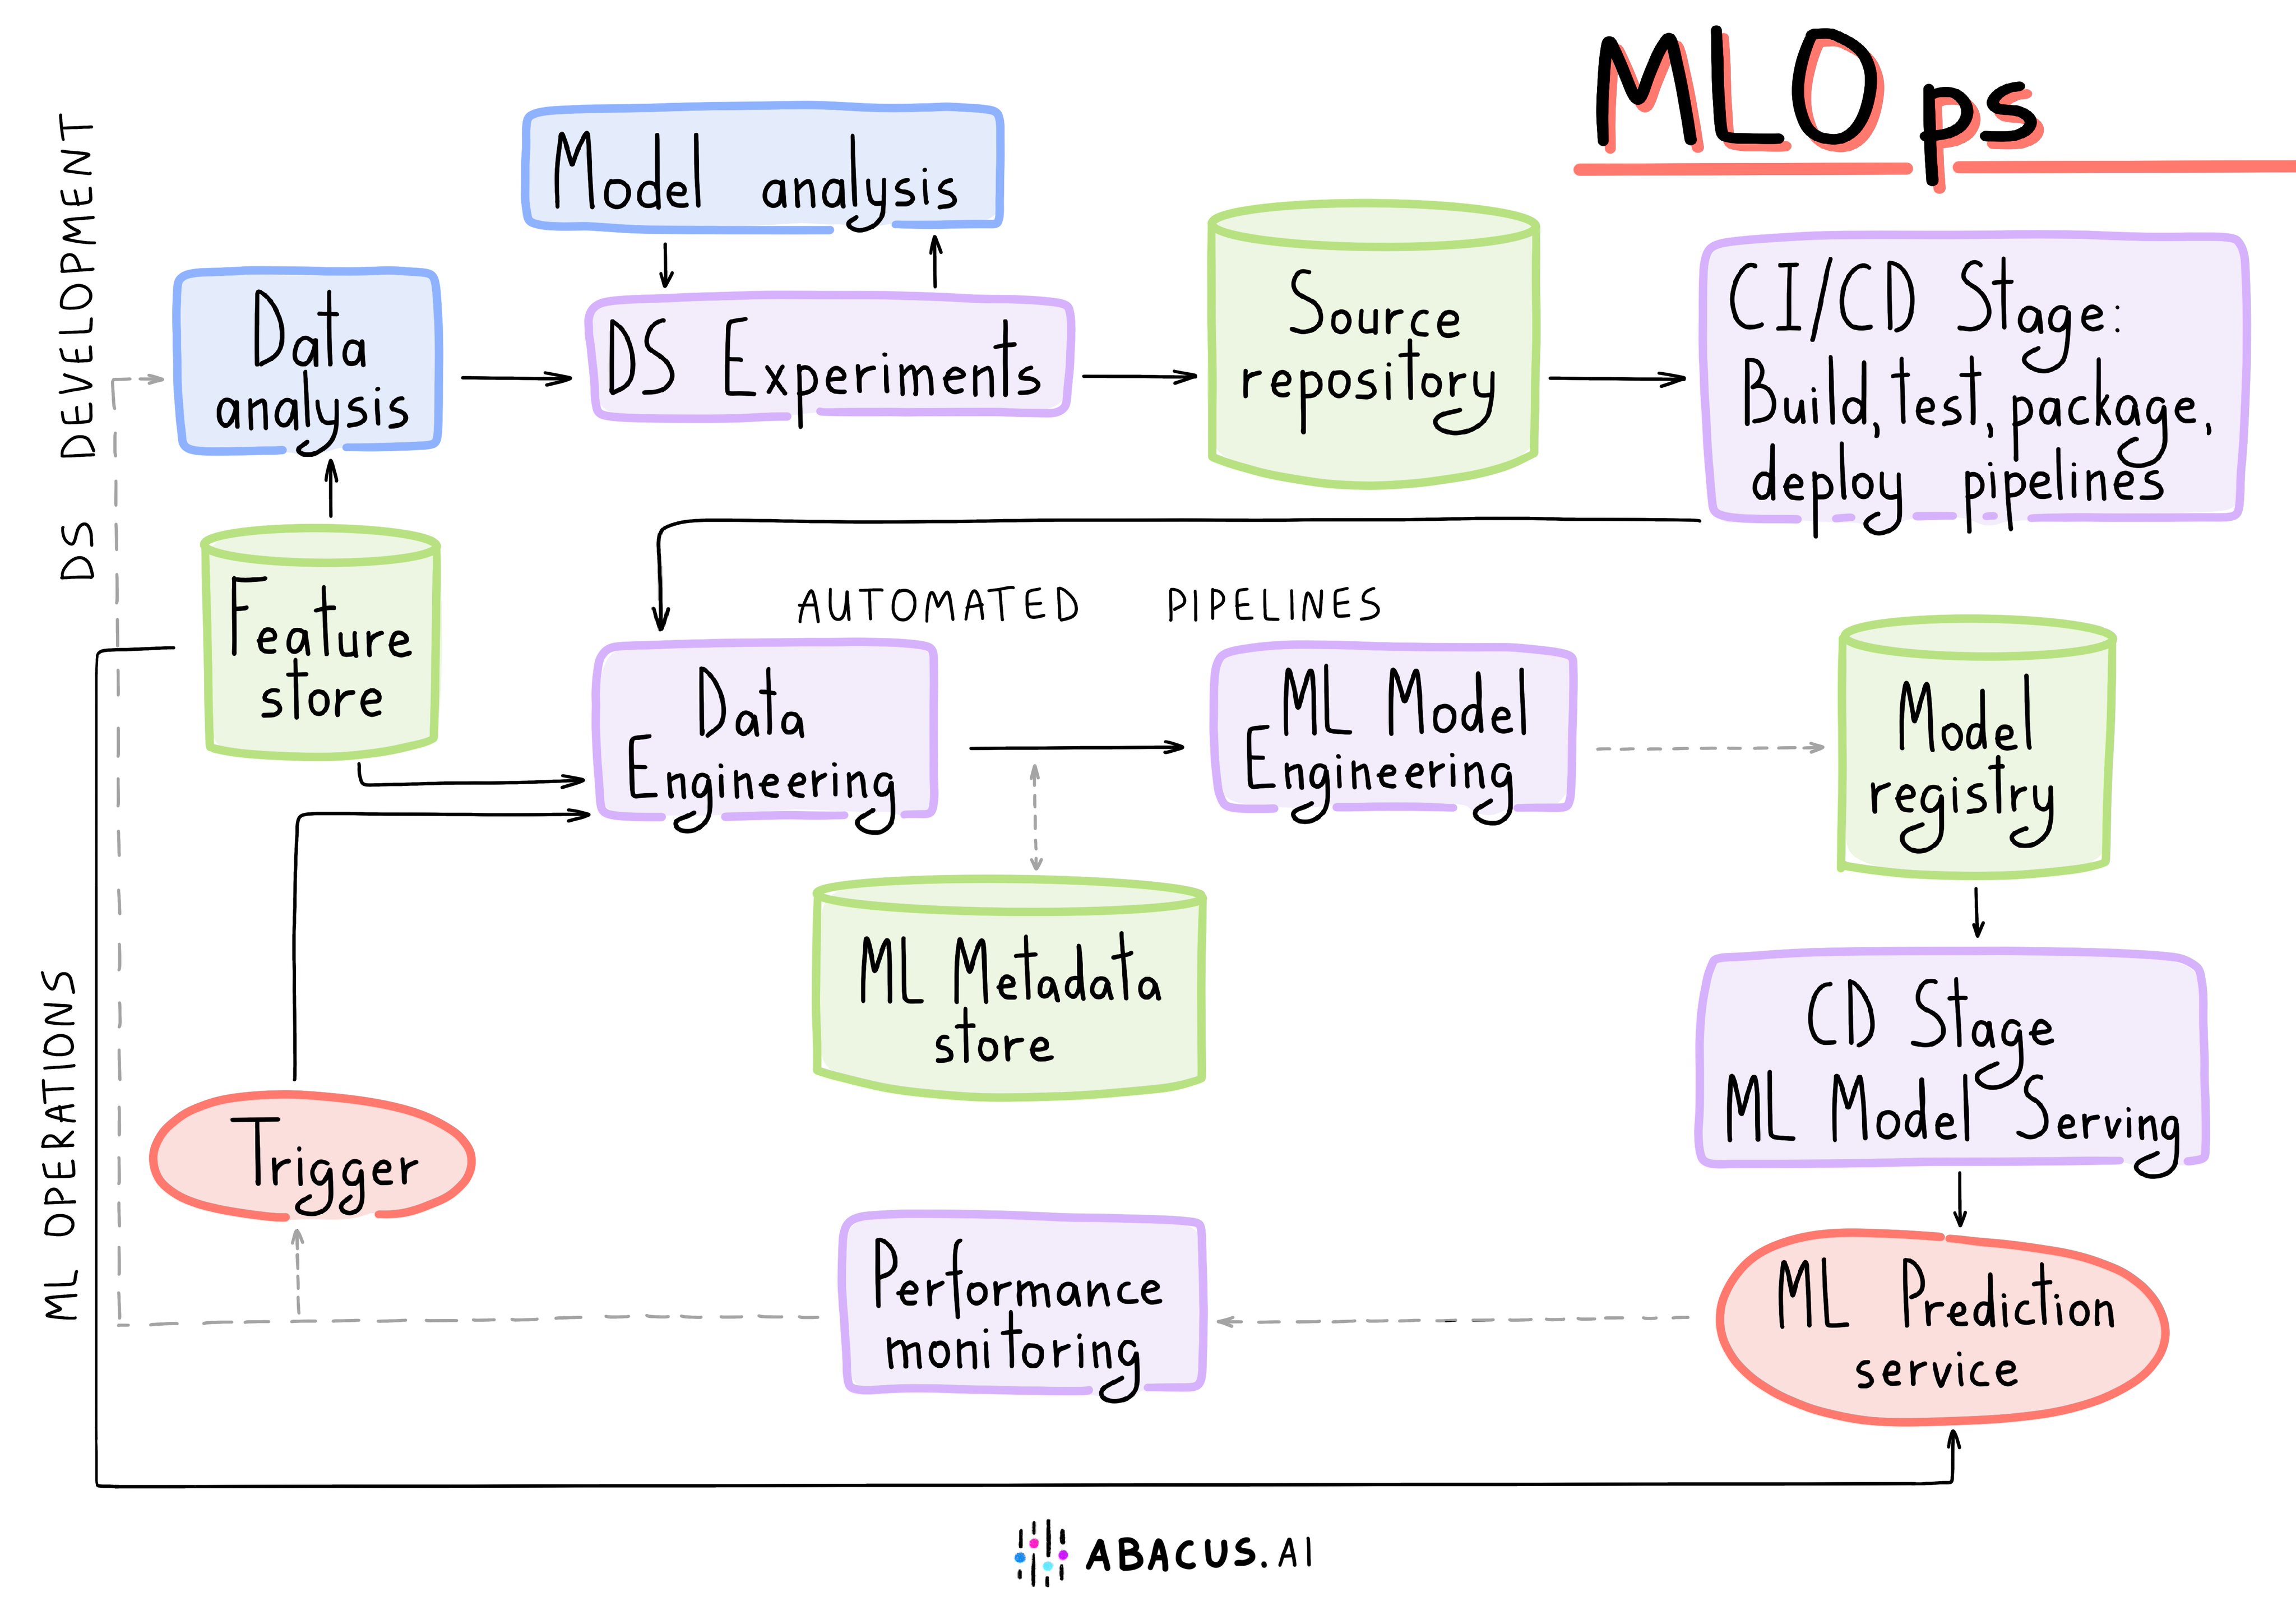 MLOps
DS DEVELOPMENT
Model analysis
Data
analysis
DS Experiments
Source
repository
CI/CD Stage:
Build, test, package,
deploy pipelines
Feature
store
AUTOMATED PIPELINES
Data
Engineering
ML Model
Engineering
Model
registry
ML Metadata
store
ML OPERATIONS
CD Stage
ML Model Serving
Trigger
Performance
monitoring
ML Prediction
service
ABACUS.AI